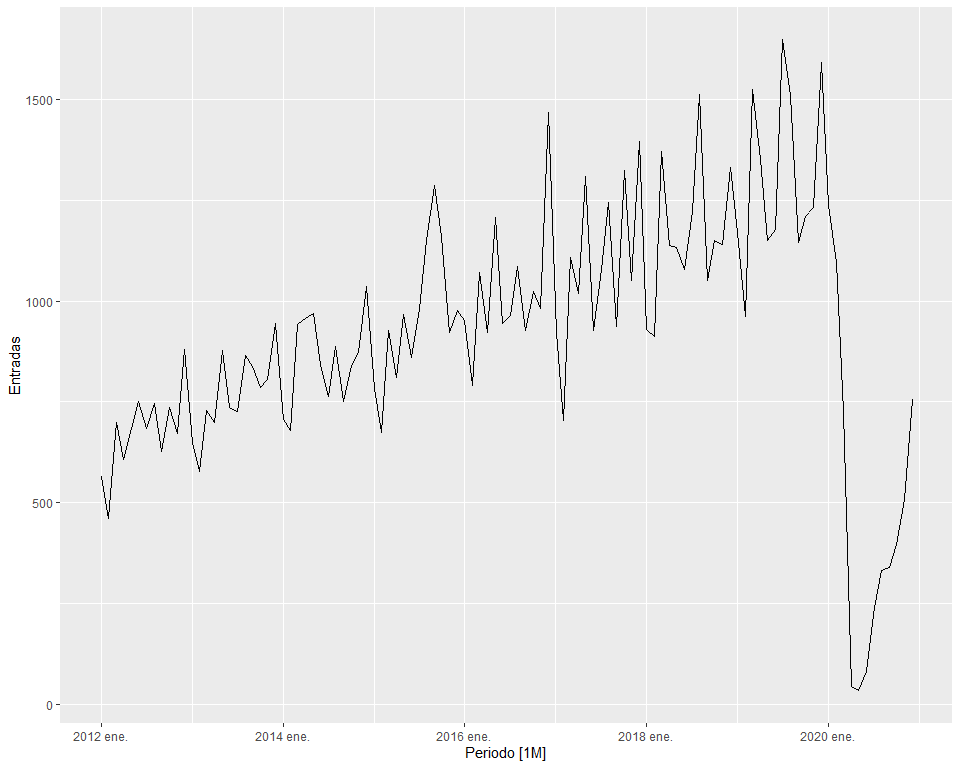 Entradas
1500
1000
500
0
2012 ene.
2014 ene.
2016 ene.
2018 ene.
2020 ene.
Periodo [1M]